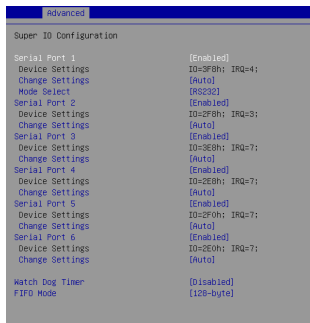 Advanced
Super IO Configuration
Serial Port 1 [Enabled]
Device Settings IO=3F8h; IRQ=4;
Change Settings [Auto]
Mode Select [RS232]
Serial Port 2 [Enabled]
Device Settings IO=2F8h; IRQ=3;
Change Settings [Auto]
Serial Port 3 [Enabled]
Device Settings IO=3E8h; IRQ=7;
Change Settings [Auto]
Serial Port 4 [Enabled]
Device Settings IO=2E8h; IRQ=7;
Change Settings [Auto]
Serial Port 5 [Enabled]
Device Settings IO=2F0h; IRQ=7;
Change Settings [Auto]
Serial Port 6 [Enabled]
Device Settings IO=2E0h; IRQ=7;
Change Settings [Auto]
Watch Dog Timer [Disabled]
FIFO Mode [128-byte]